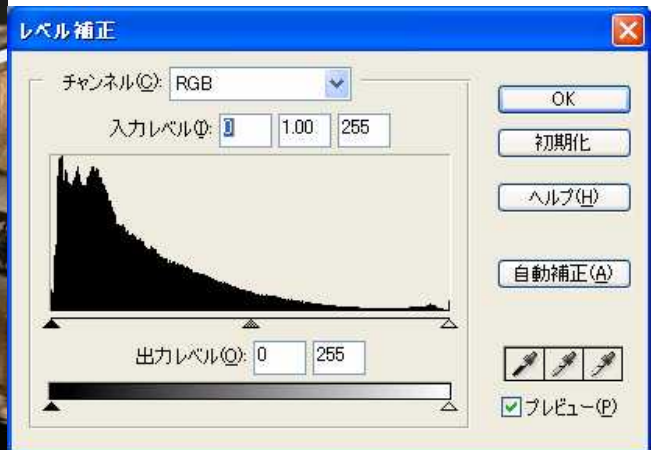 レベル補正
チャンネル(C): RGB
入力レベル(I): 0 1.00 255
出力レベル(O): 0 255
OK
初期化
ヘルプ(H)
自動補正(A)
プレビュー(P)